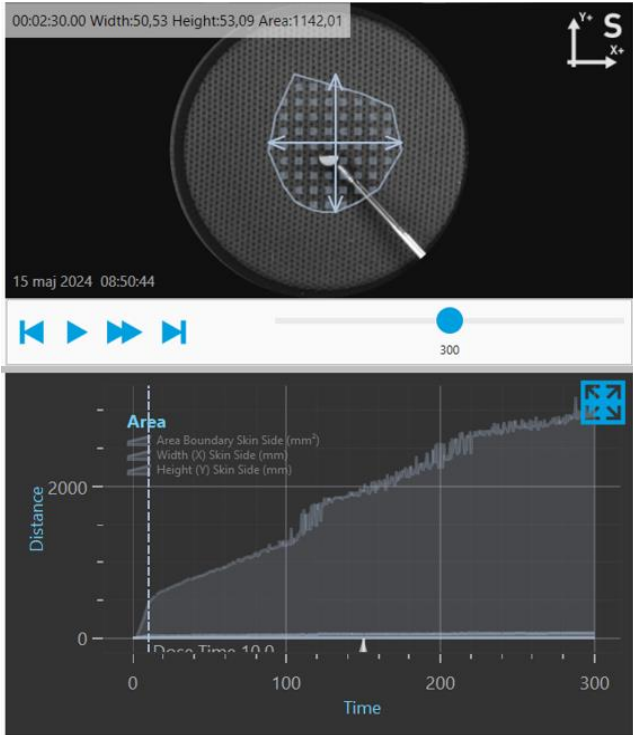 00:02:30.00 Width:50,53 Height:53,09 Area:1142,01
Y+
S
X+
15 maj 2024 08:50:44
300
Area
Area Boundary Skin Side (mm²)
Width (X) Skin Side (mm)
Height (Y) Skin Side (mm)
Distance
2000
0
Dose Time 10.0
0 100 200 300
Time